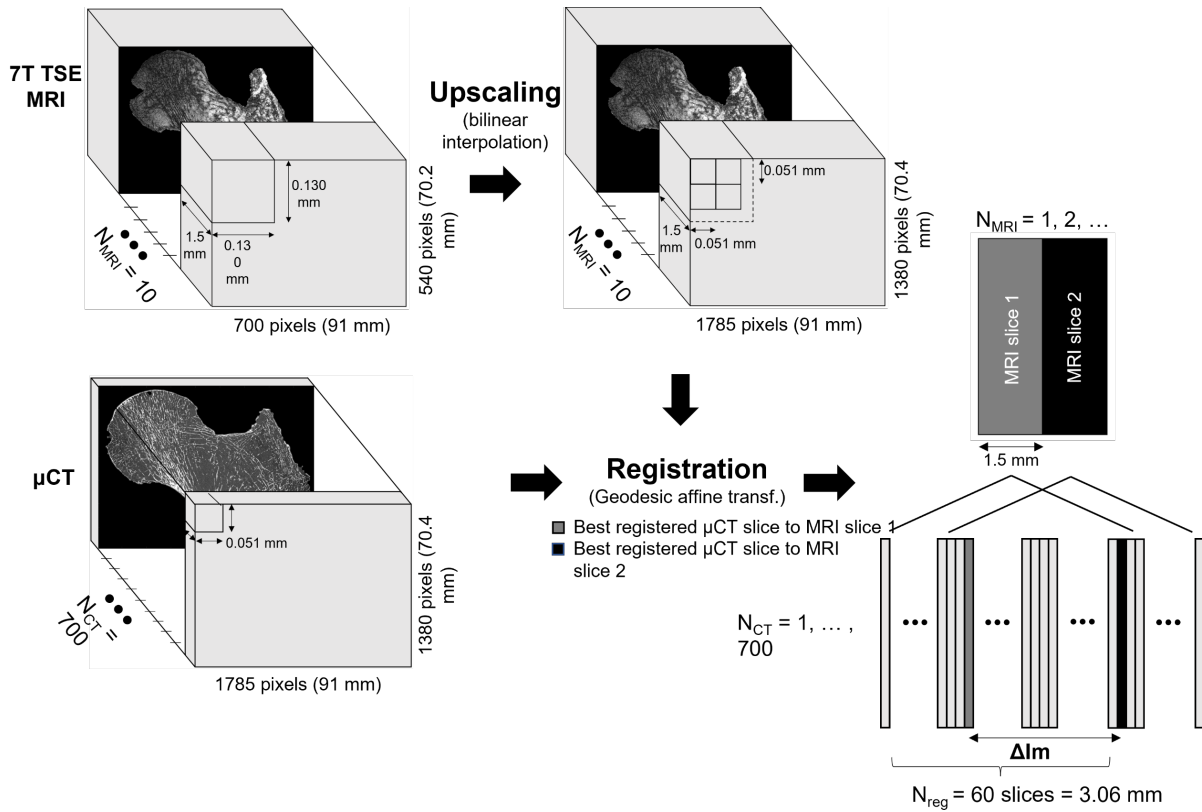 7T TSE
MRI
0.130
mm
1.5
mm
0.13
0
mm
N_MRI = 10
540 pixels (70.2
mm)
700 pixels (91 mm)
Upscaling
(bilinear
interpolation)
0.051 mm
1.5
mm
0.051 mm
N_MRI = 10
1380 pixels (70.4
mm)
1785 pixels (91 mm)
N_MRI = 1, 2, …
MRI slice 1
MRI slice 2
1.5 mm
µCT
0.051 mm
N_CT =
700
1380 pixels (70.4
mm)
1785 pixels (91 mm)
Registration
(Geodesic affine transf.)
Best registered µCT slice to MRI slice 1
Best registered µCT slice to MRI
slice 2
N_CT = 1, … ,
700
ΔIm
N_reg = 60 slices = 3.06 mm